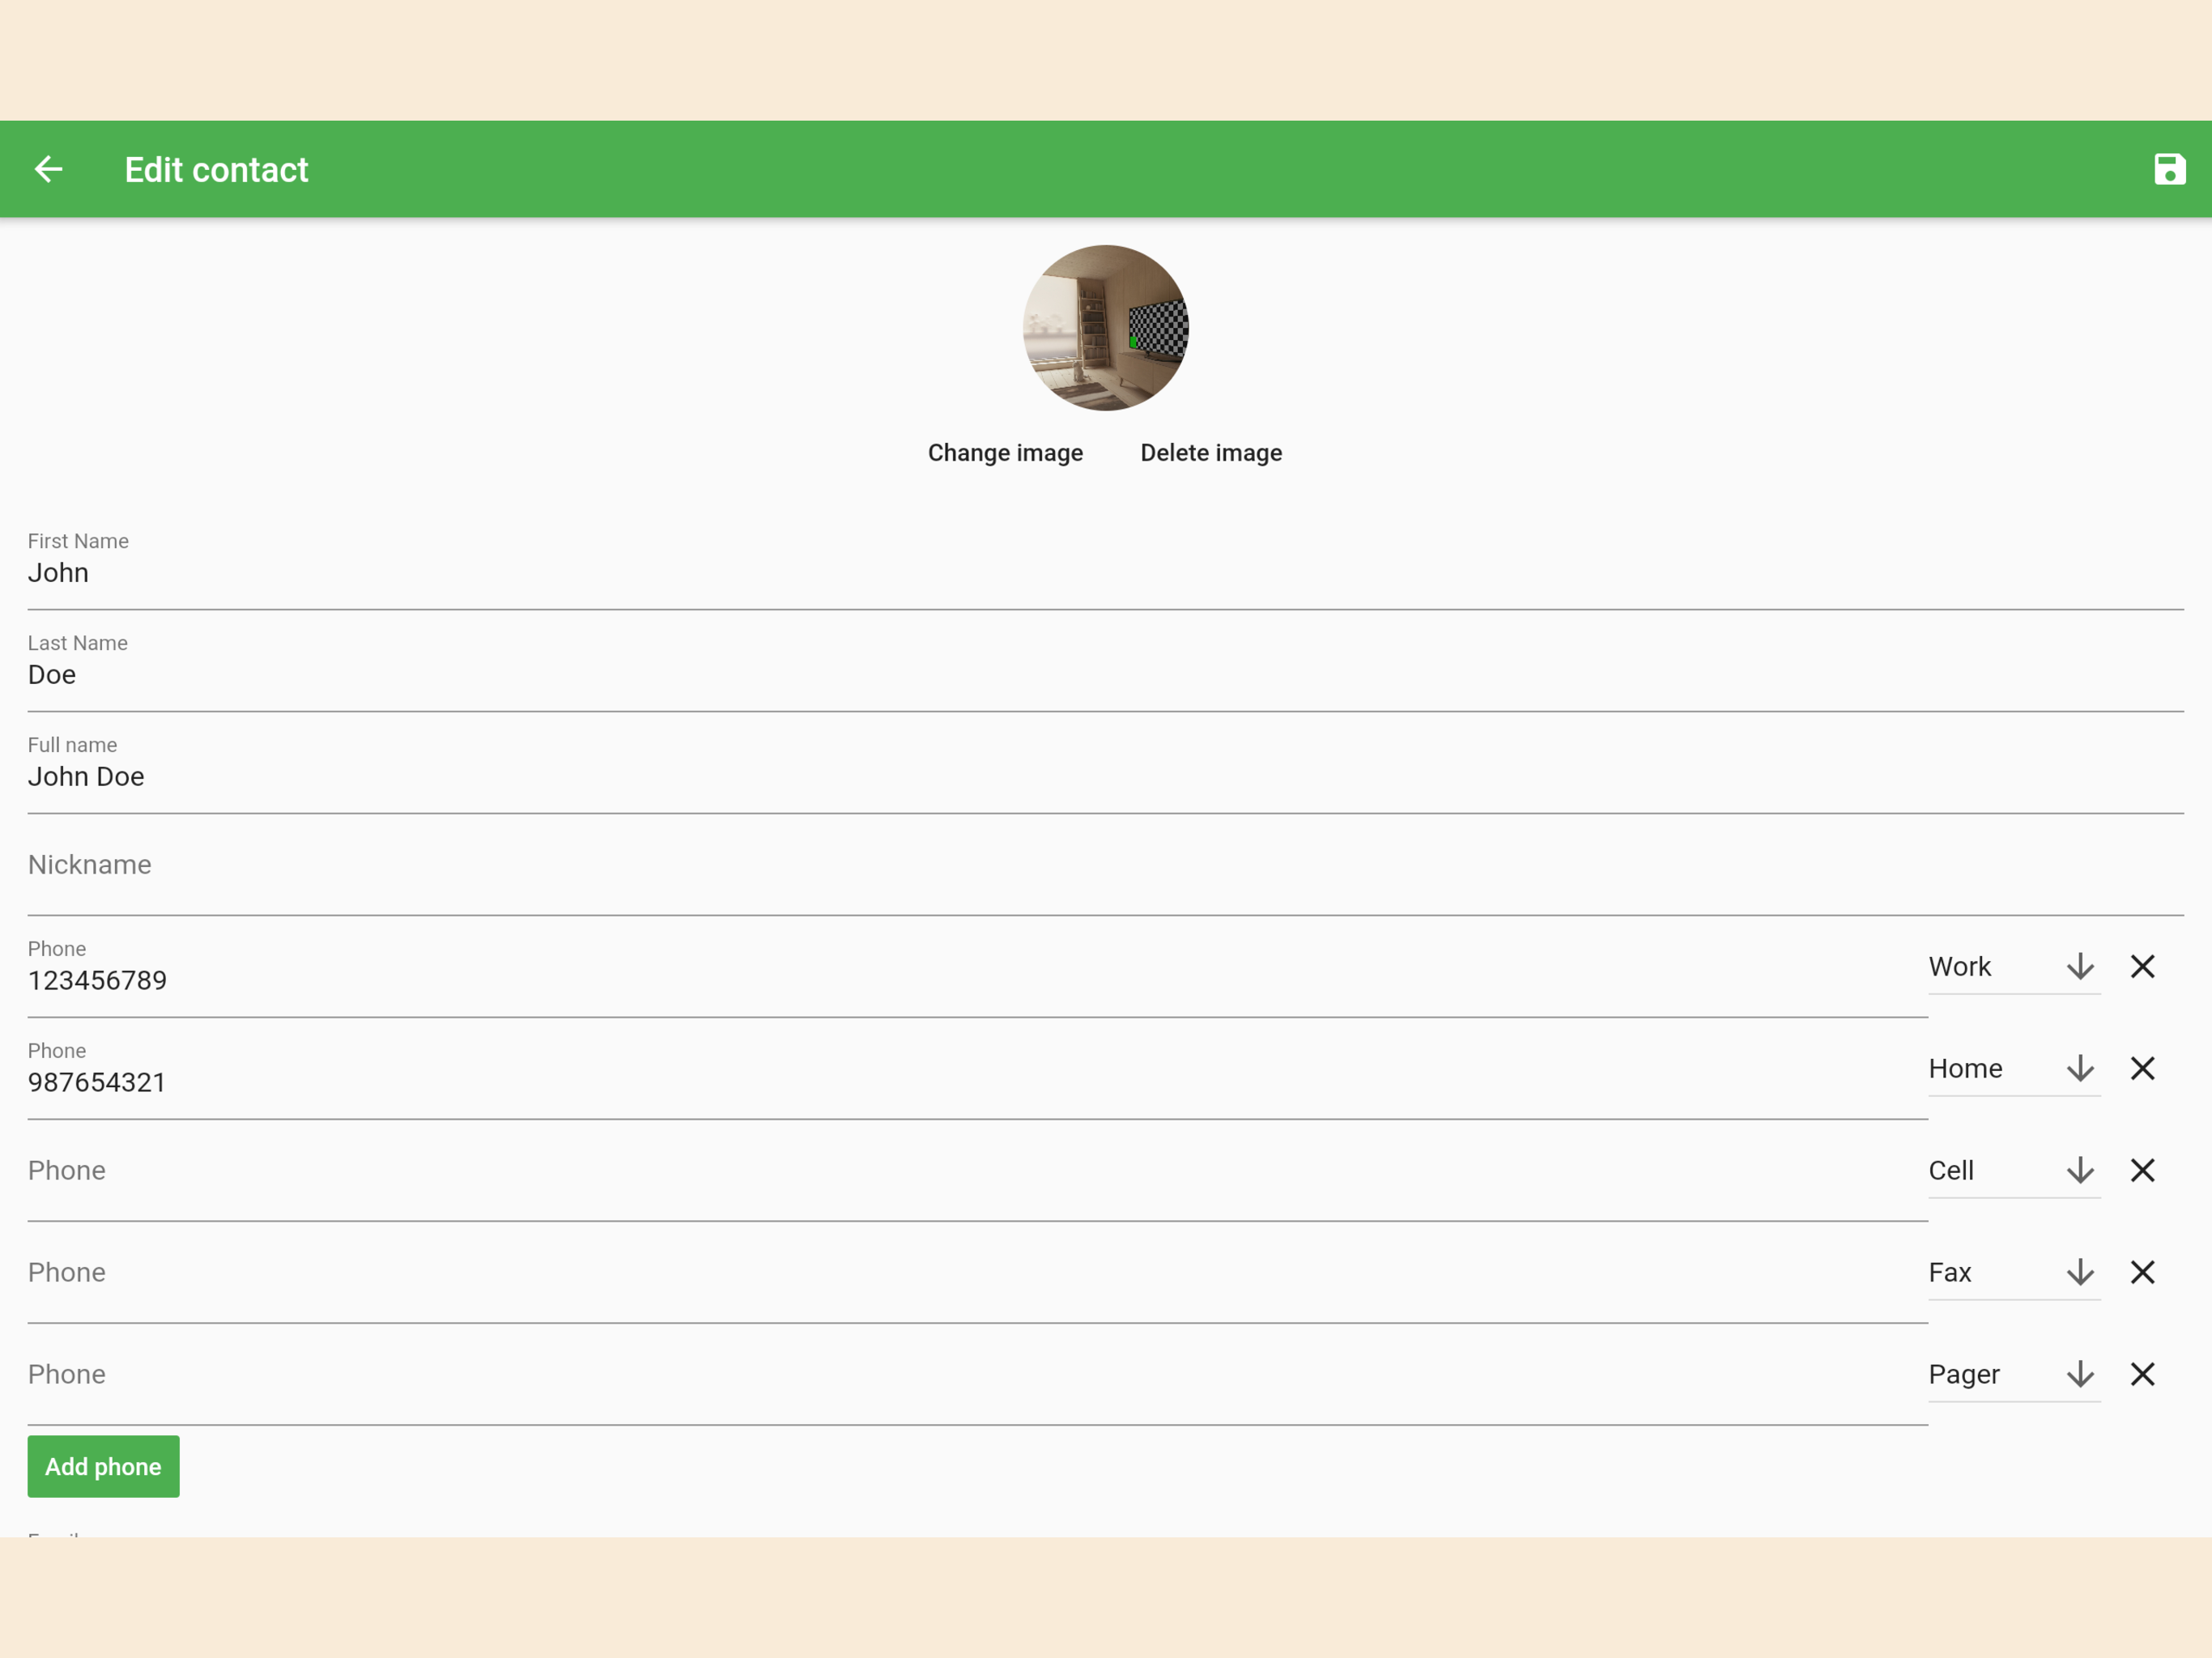 Edit contact
Change image Delete image
First Name
John
Last Name
Doe
Full name
John Doe
Nickname
Phone
123456789
Work
Phone
987654321
Home
Phone
Cell
Phone
Fax
Phone
Pager
Add phone